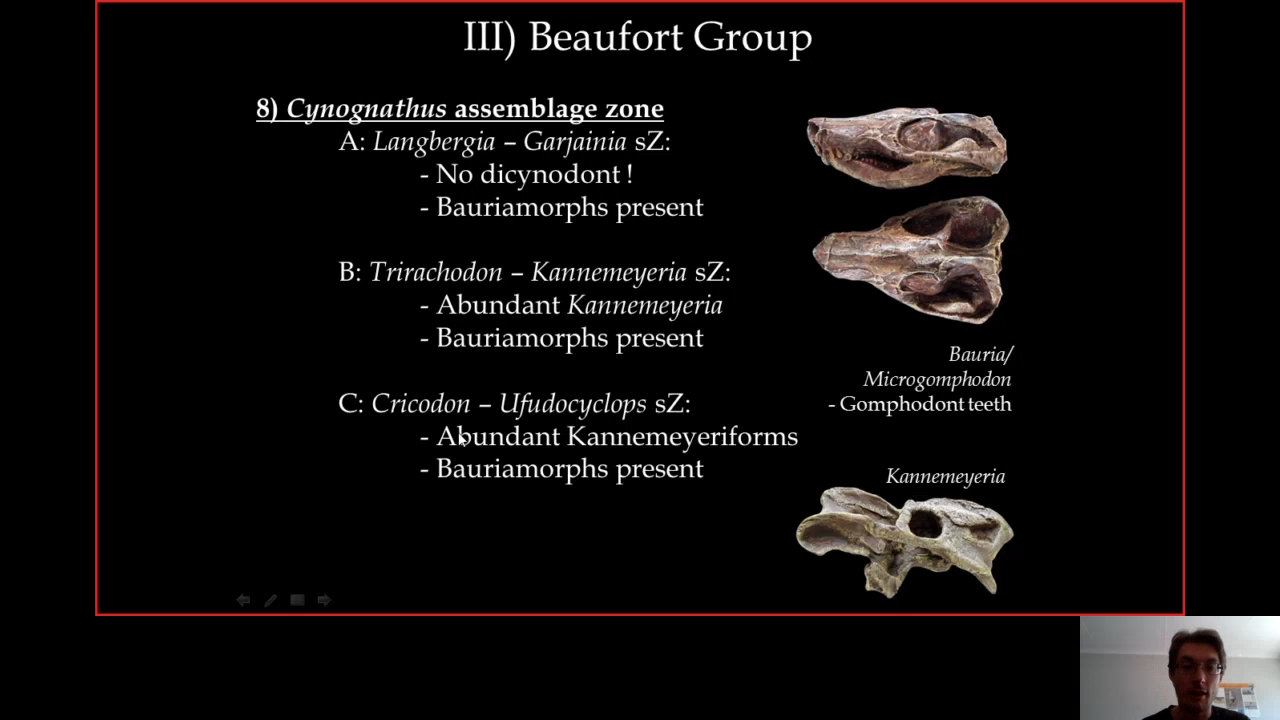 III) Beaufort Group
8) Cynognathus assemblage zone
A: Langbergia – Garjainia sZ:
- No dicynodont !
- Bauriamorphs present
B: Trirachodon – Kannemeyeria sZ:
- Abundant Kannemeyeria
- Bauriamorphs present
C: Cricodon – Ufudocyclops sZ:
- Abundant Kannemeyeriforms
- Bauriamorphs present
Bauria/
Microgomphodon
- Gomphodont teeth
Kannemeyeria